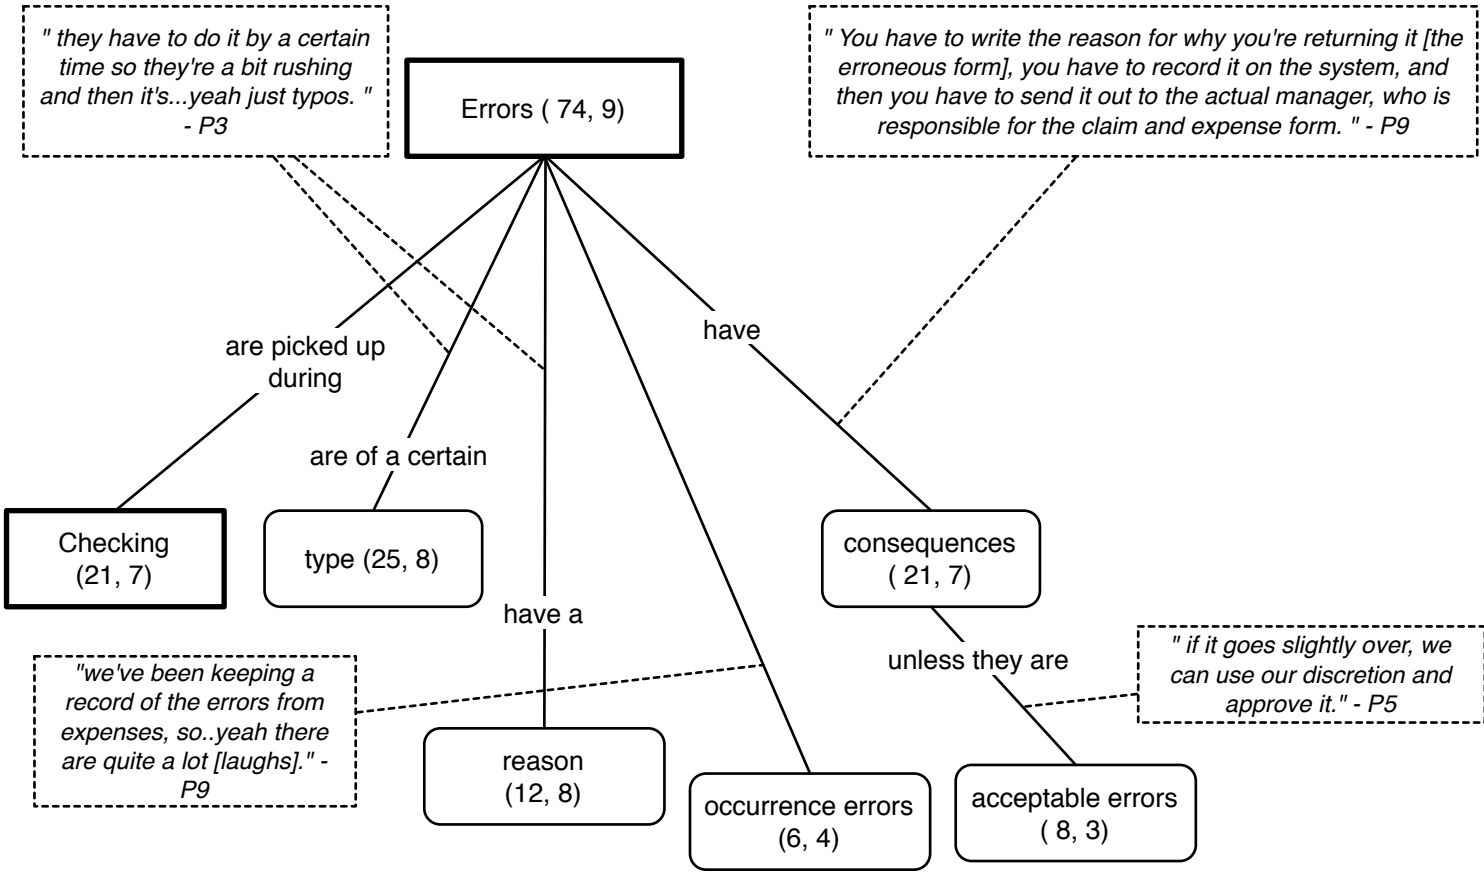 " they have to do it by a certain
time so they're a bit rushing
and then it's...yeah just typos. "
- P3
Errors ( 74, 9)
" You have to write the reason for why you're returning it [the
erroneous form], you have to record it on the system, and
then you have to send it out to the actual manager, who is
responsible for the claim and expense form. " - P9
are picked up
during
have
are of a certain
Checking
(21, 7)
type (25, 8)
consequences
( 21, 7)
have a
unless they are
" if it goes slightly over, we
can use our discretion and
approve it." - P5
"we've been keeping a
record of the errors from
expenses, so..yeah there
are quite a lot [laughs]." -
P9
reason
(12, 8)
occurrence errors
(6, 4)
acceptable errors
( 8, 3)